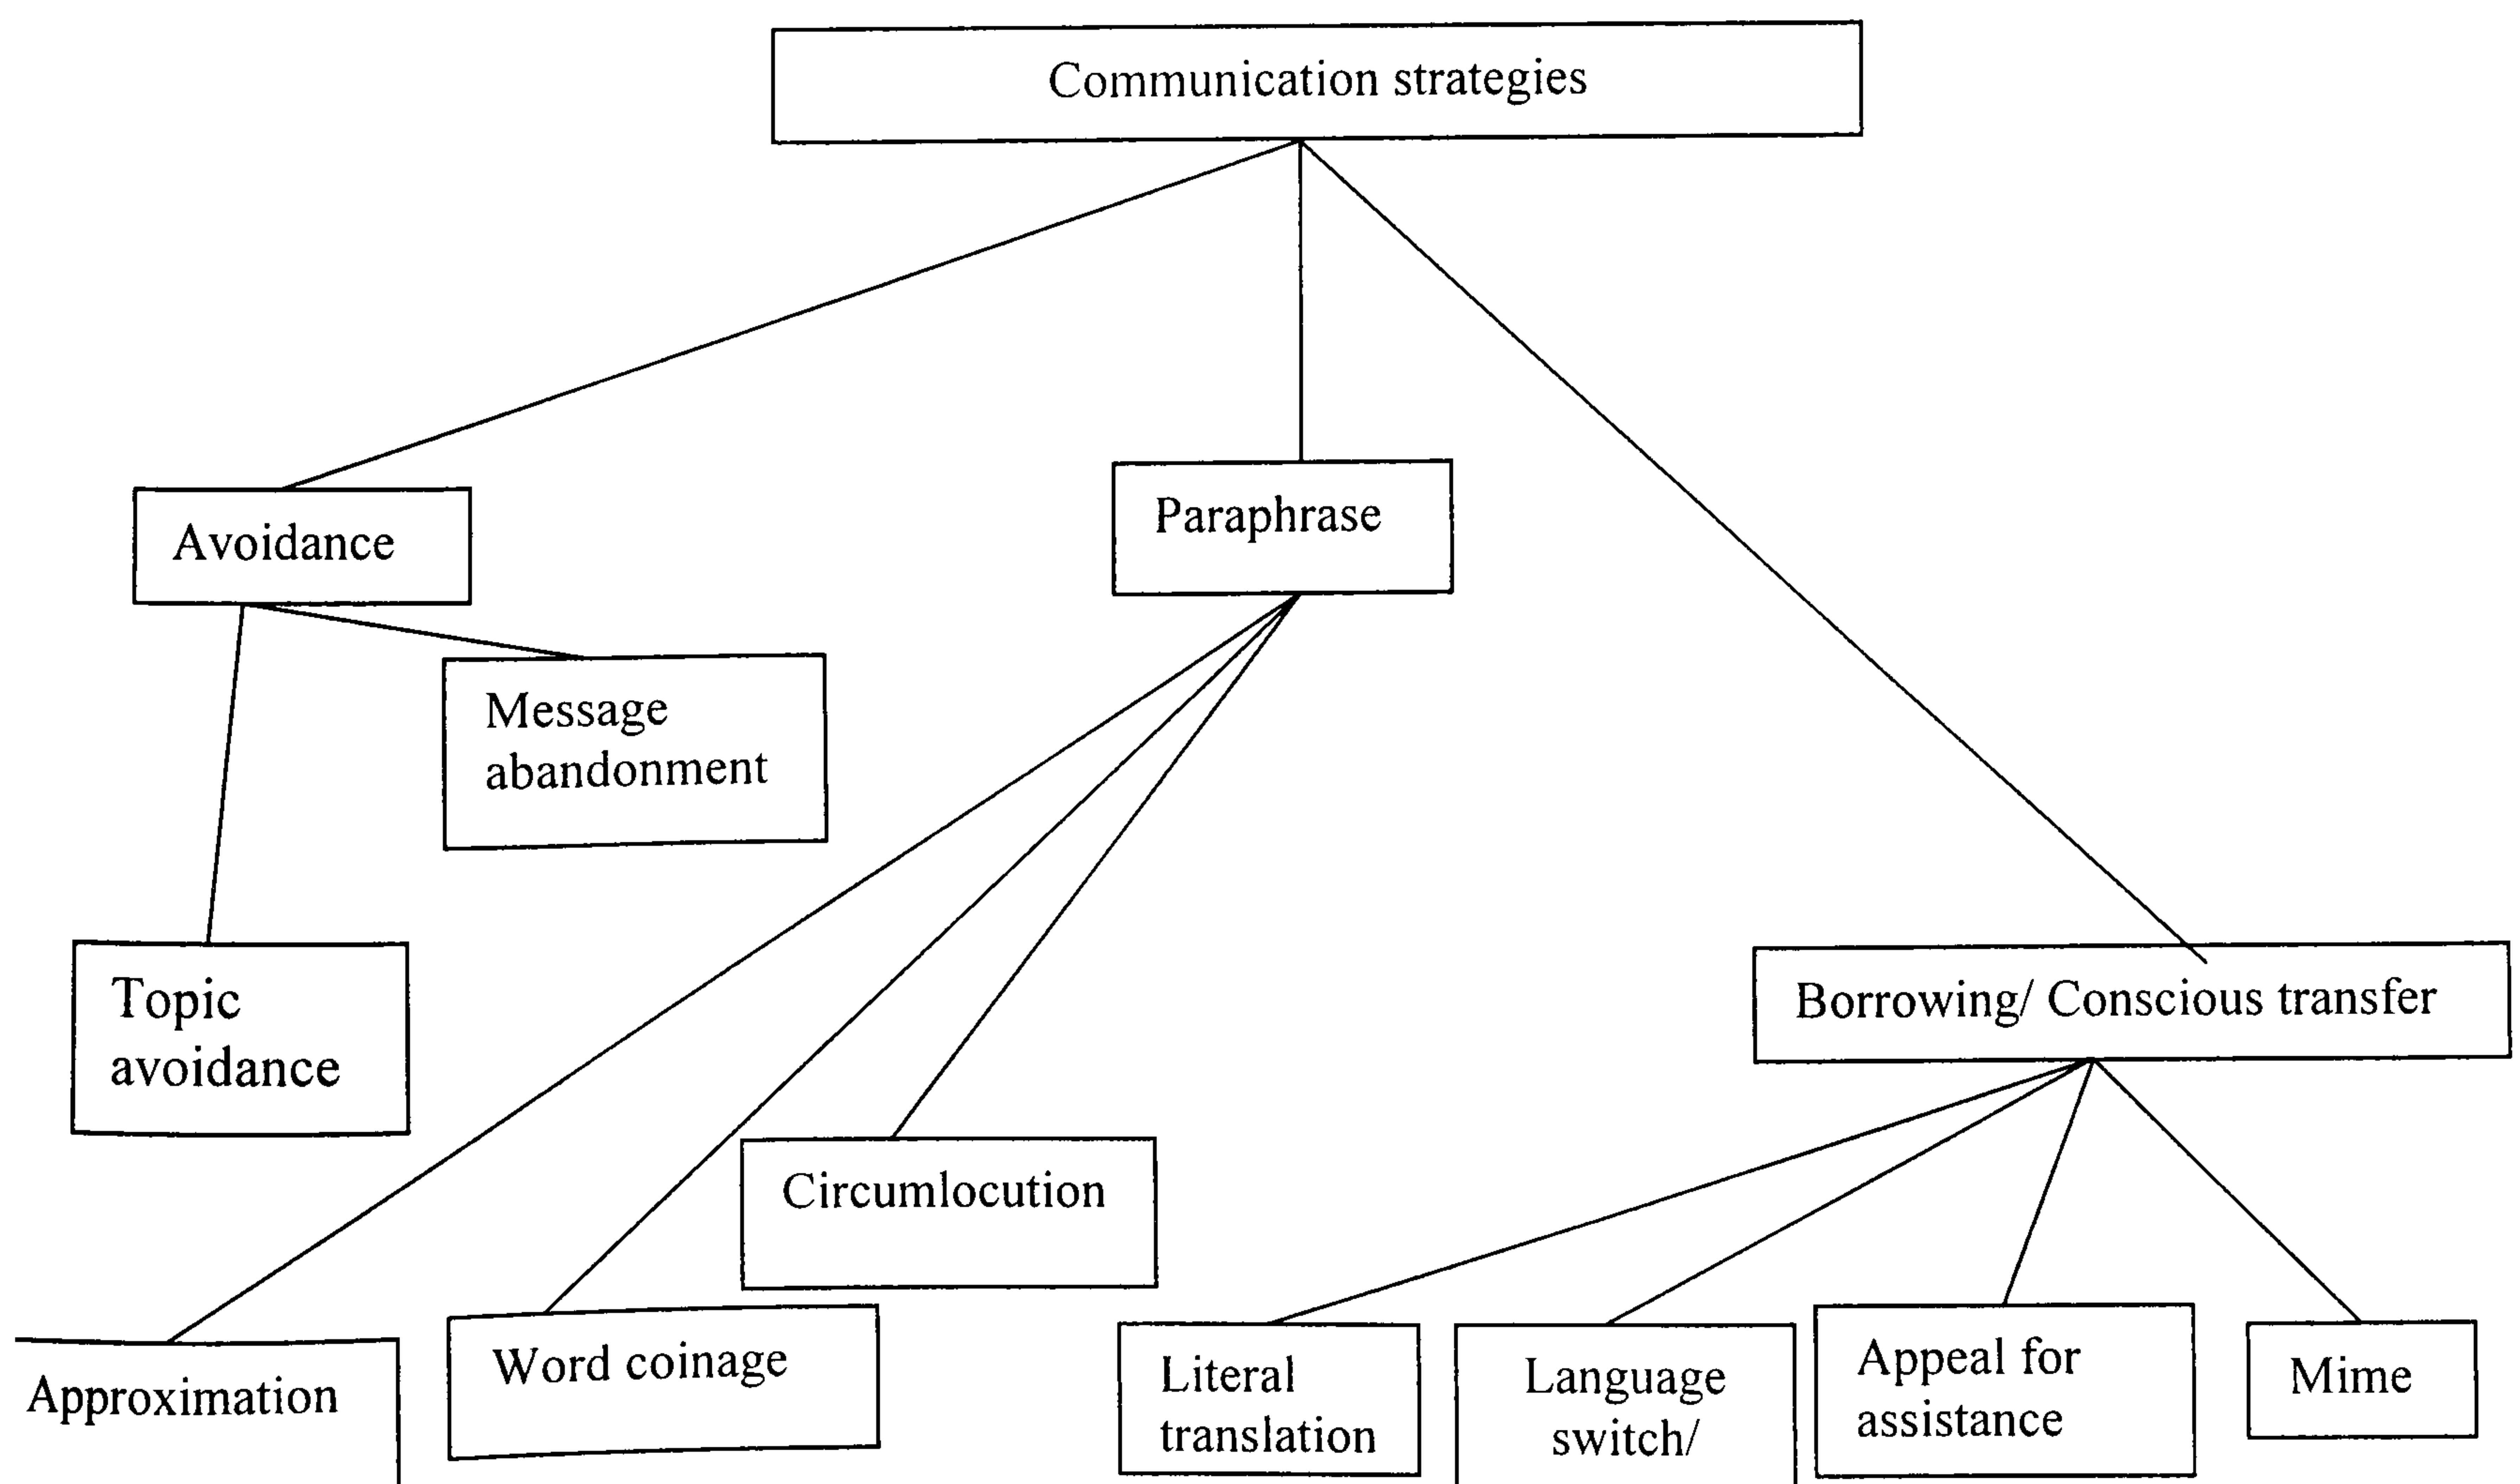 Communication strategies
Avoidance
Paraphrase
Message
abandonment
Topic
avoidance
Borrowing/ Conscious transfer
Circumlocution
Approximation
Word coinage
Literal
translation
Language
switch/
Appeal for
assistance
Mime